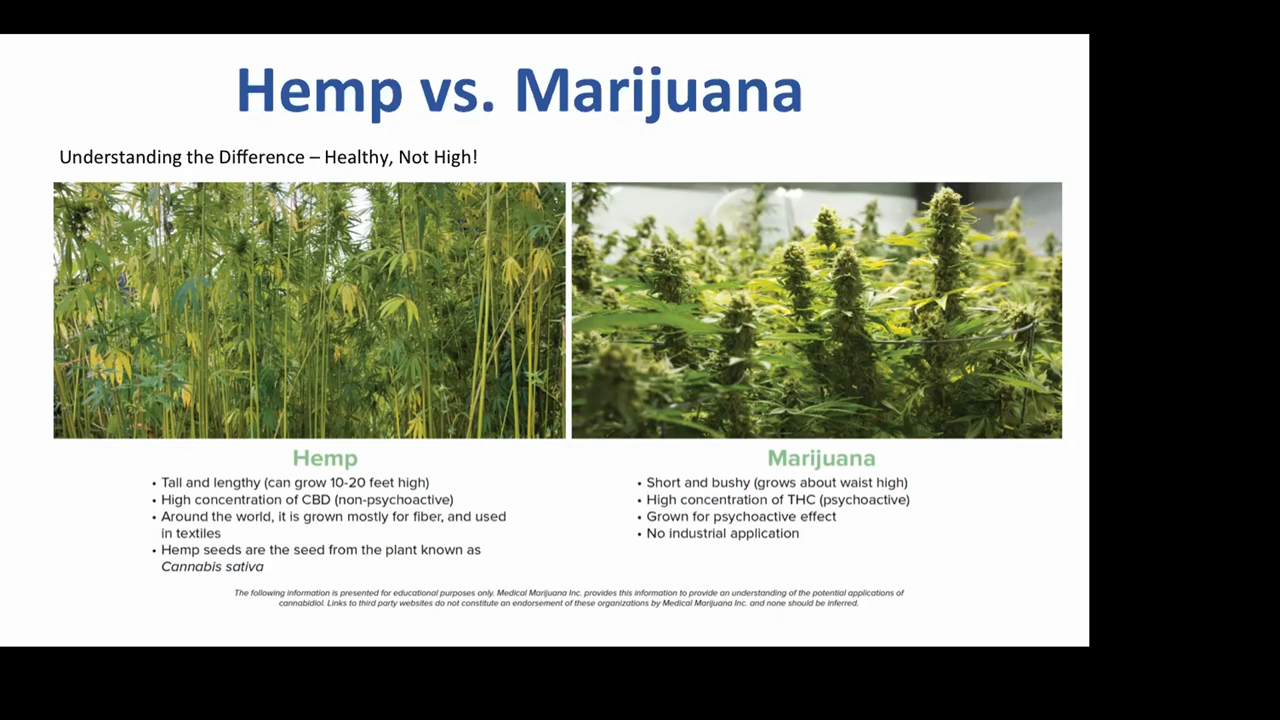 Hemp vs. Marijuana
Understanding the Difference – Healthy, Not High!
Hemp
• Tall and lengthy (can grow 10-20 feet high)
• High concentration of CBD (non-psychoactive)
• Around the world, it is grown mostly for fiber, and used
in textiles
• Hemp seeds are the seed from the plant known as
Cannabis sativa
Marijuana
• Short and bushy (grows about waist high)
• High concentration of THC (psychoactive)
• Grown for psychoactive effect
• No industrial application
The following information is presented for educational purposes only. Medical Marijuana Inc. provides this information to provide an understanding of the potential applications of
cannabidiol. Links to third party websites do not constitute an endorsement of these organizations by Medical Marijuana Inc. and none should be inferred.